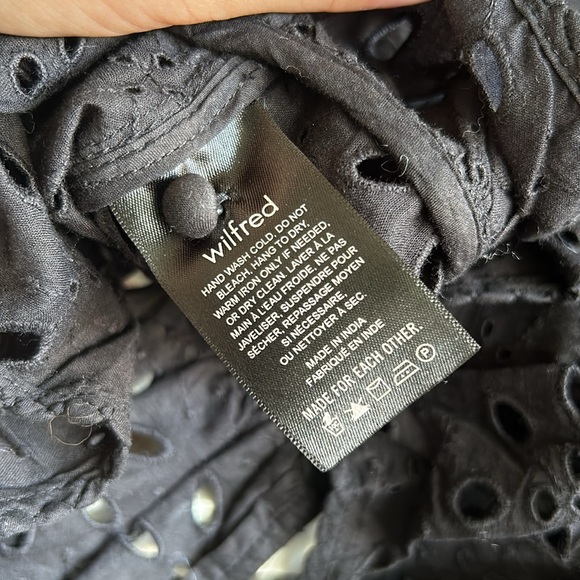 wilfred
HAND WASH COLD. DO NOT
BLEACH, HANG TO DRY,
WARM IRON ONLY IF NEEDED.
OR DRY CLEAN. LAVER À LA
MAIN À L'EAU FROIDE. NE PAS
JAVELISER. SUSPENDRE POUR
SÉCHER. REPASSAGE MOYEN
SI NÉCESSAIRE,
OU NETTOYER À SEC.
MADE IN INDIA
FABRIQUÉ EN INDE
MADE FOR EACH OTHER.
P